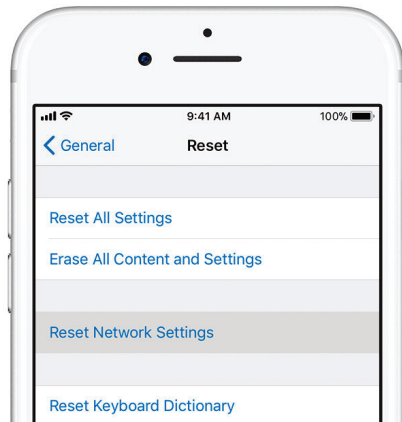 9:41 AM 100%
General Reset
Reset All Settings
Erase All Content and Settings
Reset Network Settings
Reset Keyboard Dictionary